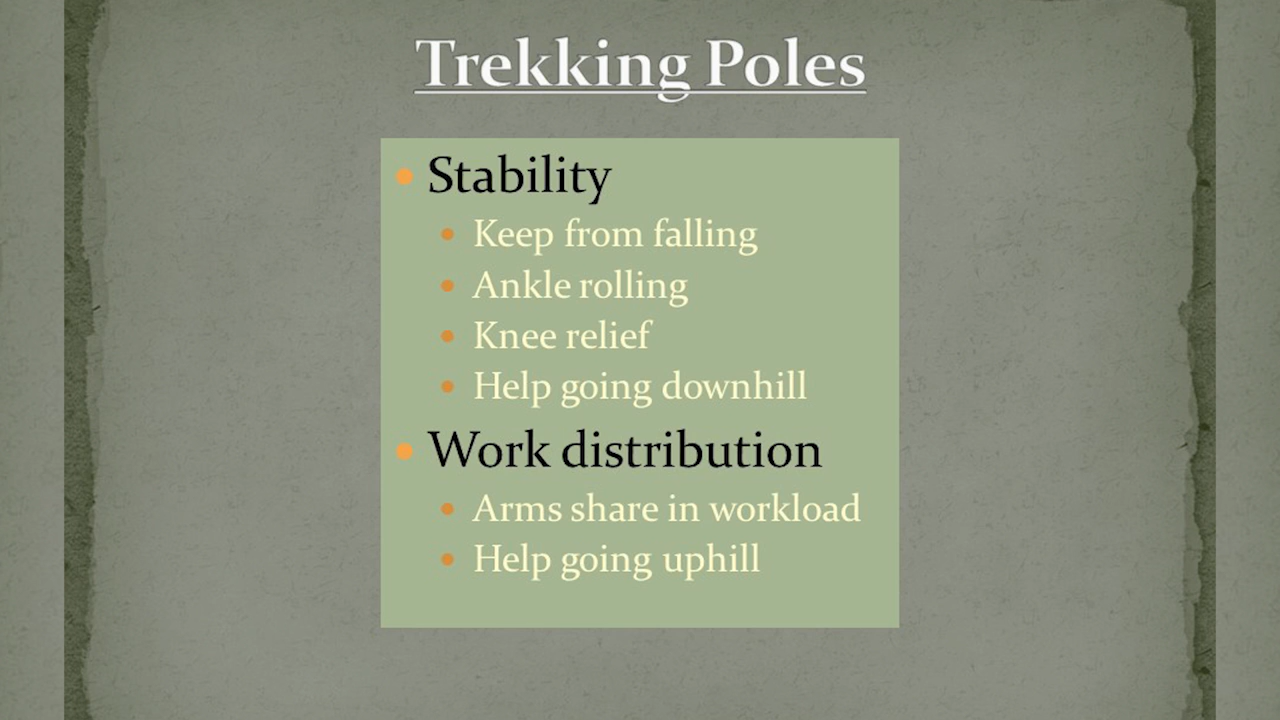 Trekking Poles
Stability
Keep from falling
Ankle rolling
Knee relief
Help going downhill
Work distribution
Arms share in workload
Help going uphill